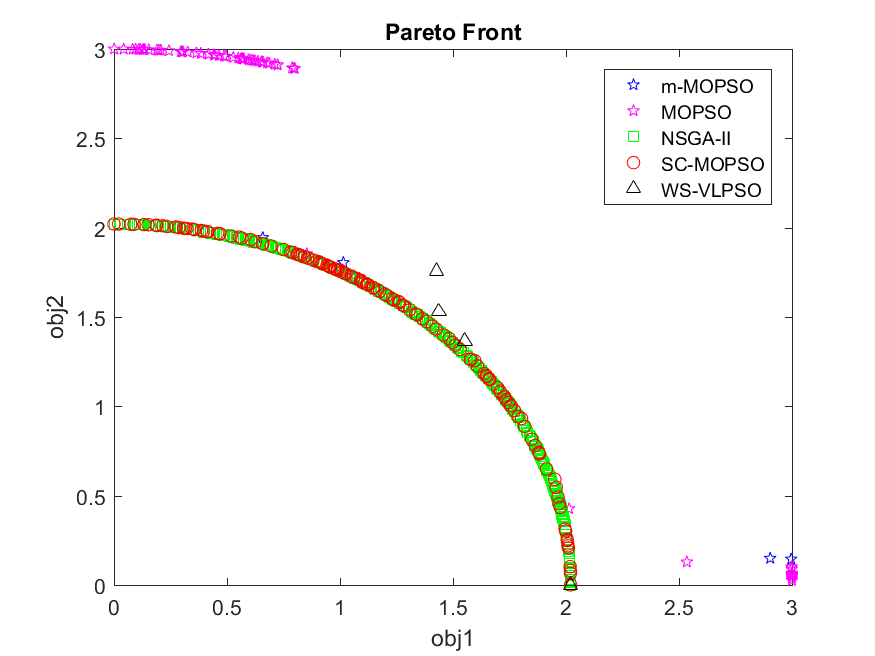 Pareto Front
m-MOPSO
MOPSO
NSGA-II
SC-MOPSO
WS-VLPSO
obj2
3
2.5
2
1.5
1
0.5
0
0 0.5 1 1.5 2 2.5 3
obj1